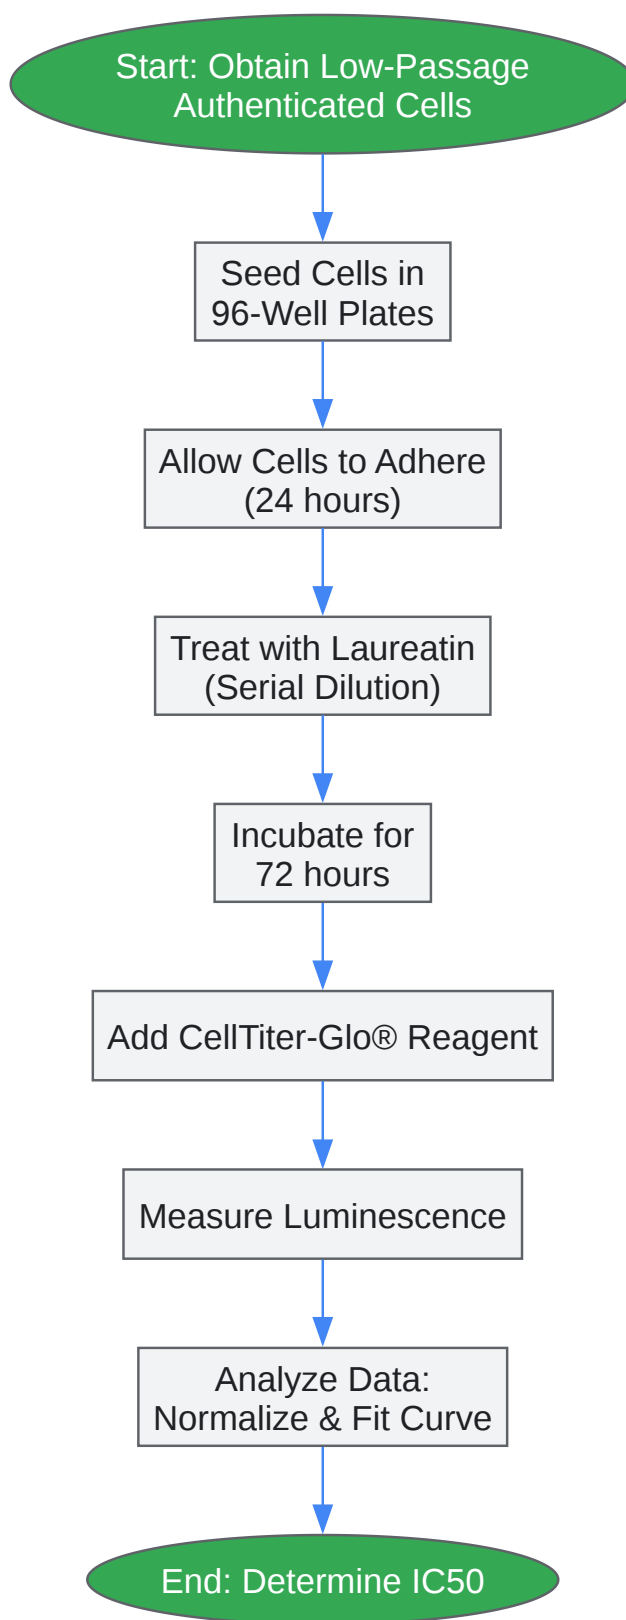 Start: Obtain Low-Passage
Authenticated Cells
Seed Cells in
96-Well Plates
Allow Cells to Adhere
(24 hours)
Treat with Laureatin
(Serial Dilution)
Incubate for
72 hours
Add CellTiter-Glo® Reagent
Measure Luminescence
Analyze Data:
Normalize & Fit Curve
End: Determine IC50